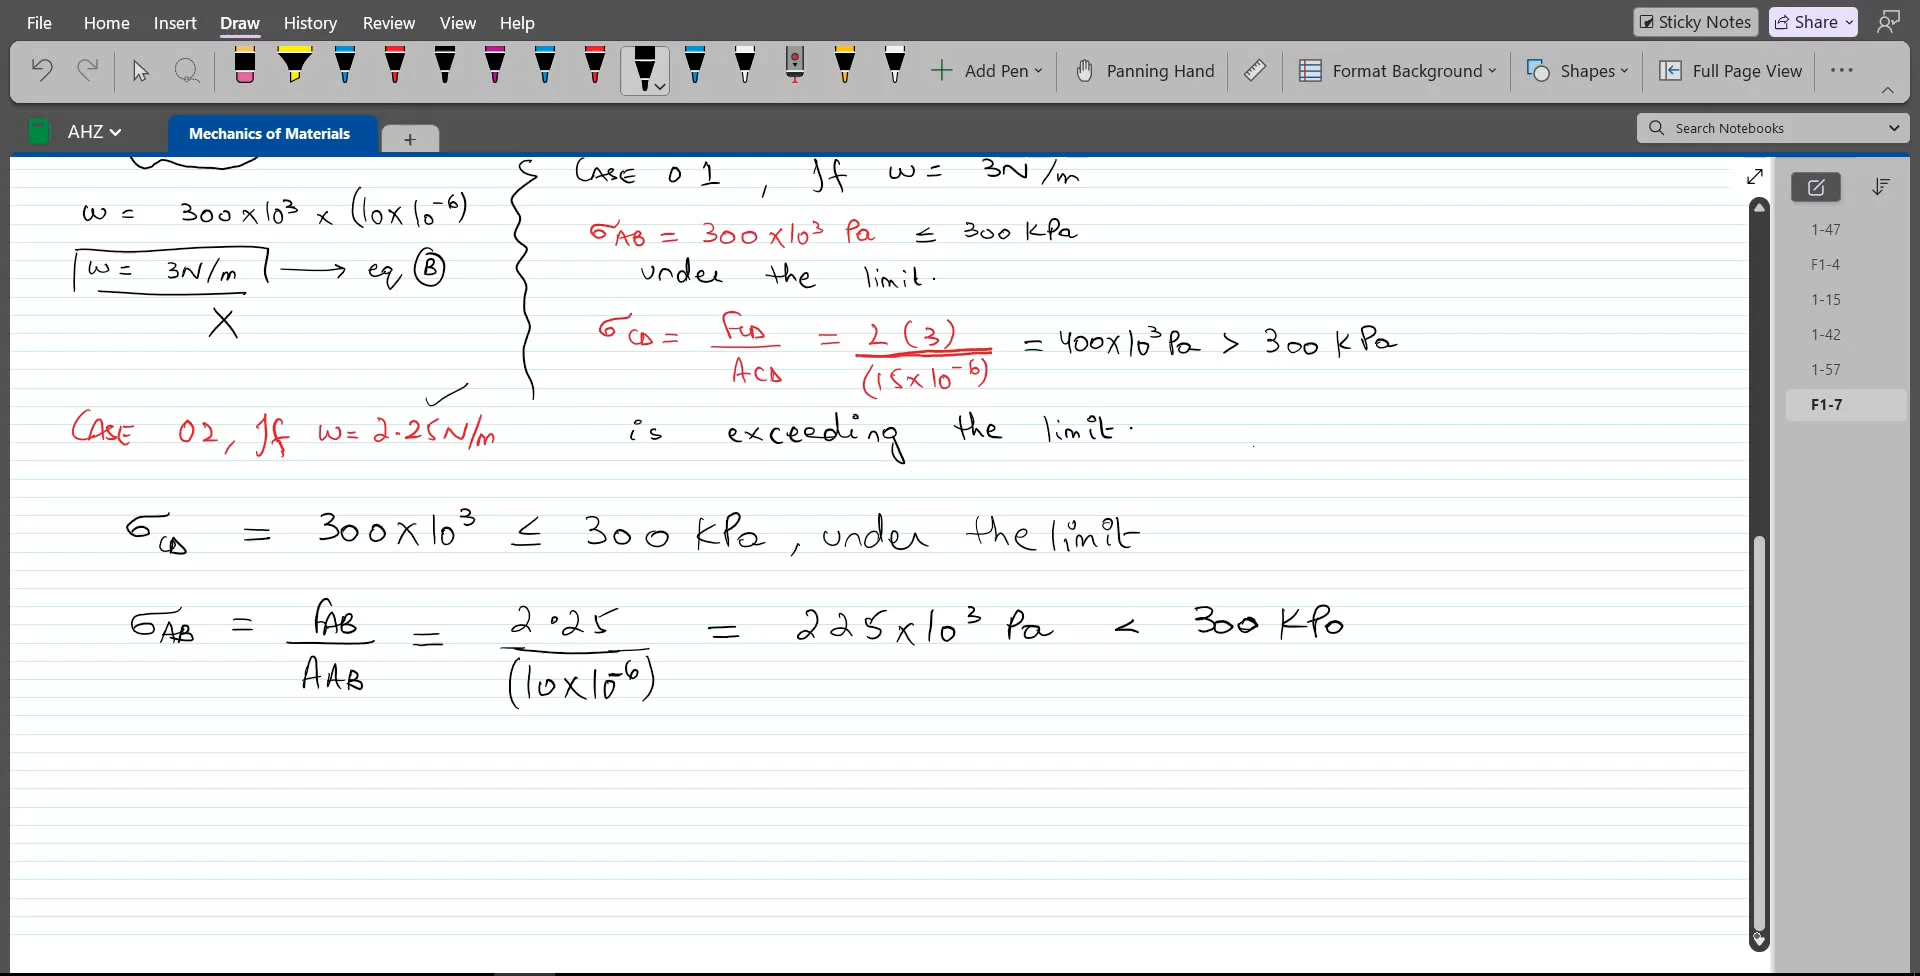 File Home Insert Draw History Review View Help Sticky Notes Share
Add Pen Panning Hand Format Background Shapes Full Page View
AHZ Mechanics of Materials + Search Notebooks
w = 300 x 10³ x (10 x 10⁻⁶)
w = 3N/m → eq (B)
X
CASE 01, If w = 3N/m
σAB = 300 x 10³ Pa ≤ 300 KPa
under the limit.
σCD = FCD / ACD = 2(3) / (15 x 10⁻⁶) = 400 x 10³ Pa > 300 KPa
is exceeding the limit.
CASE 02, If w = 2.25N/m
σCD = 300 x 10³ ≤ 300 KPa, under the limit
σAB = FAB / AAB = 2.25 / (10 x 10⁻⁶) = 225 x 10³ Pa < 300 KPa
1-47
F1-4
1-15
1-42
1-57
F1-7